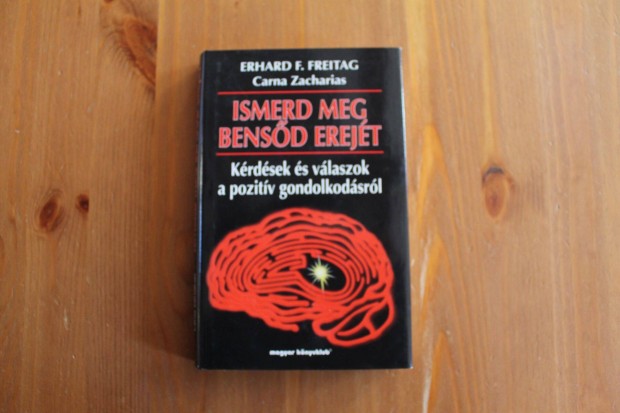 ERHARD F. FREITAG
Carna Zacharias
ISMERD MEG
BENSŐD EREJÉT
Kérdések és válaszok
a pozitív gondolkodásról
magyar könyvklub